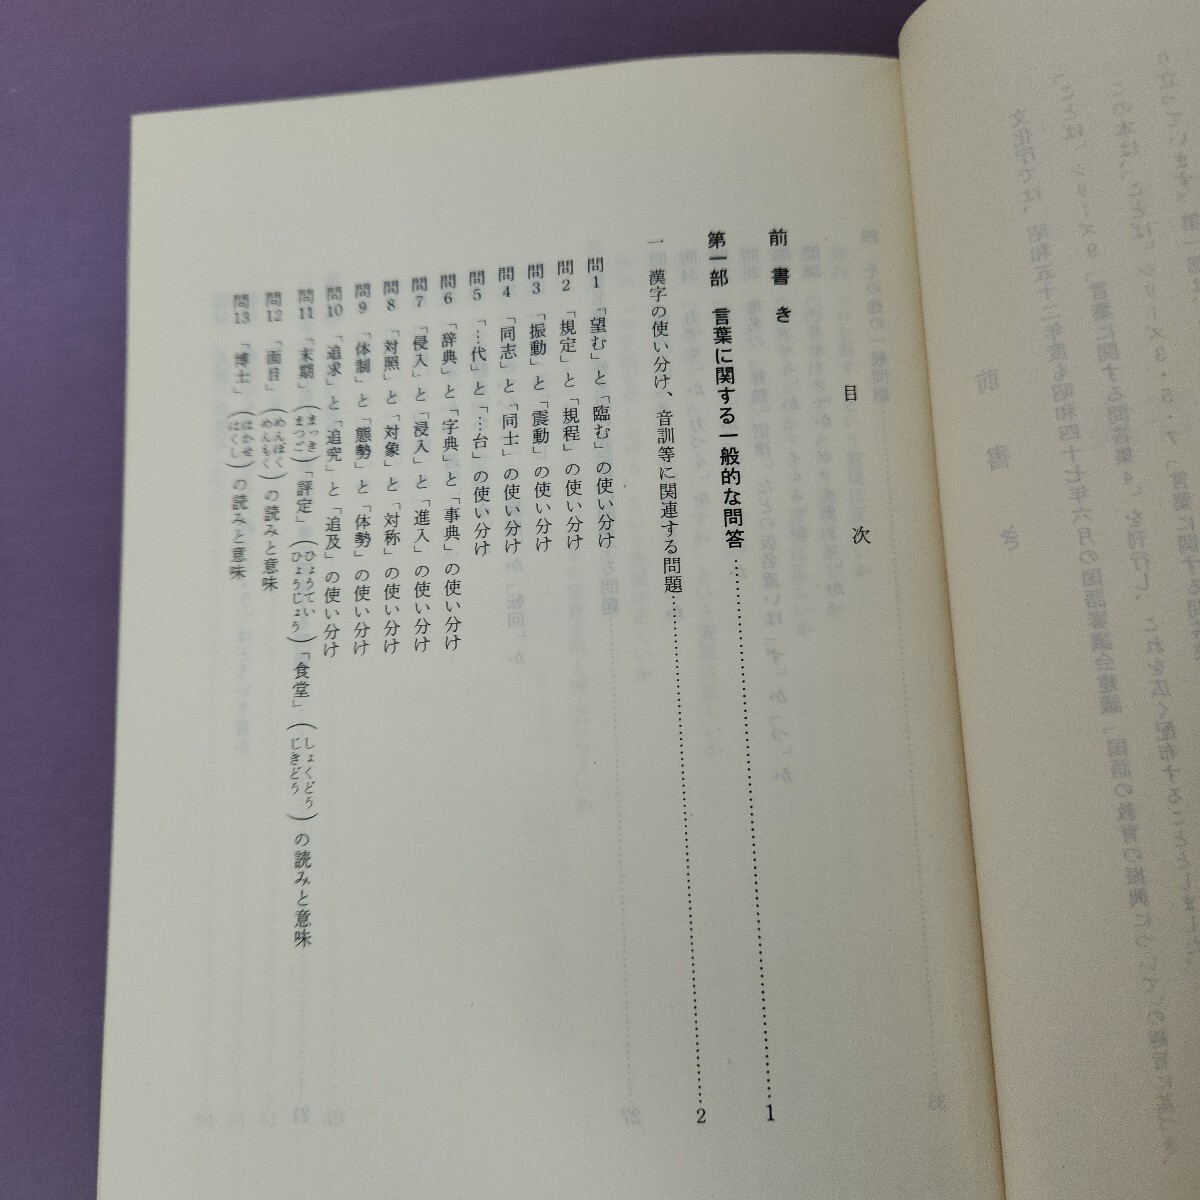 目次
前書き 1
第一部 言葉に関する一般的な問答 2
一 漢字の使い分け、音訓等に関連する問題
問1 「望む」と「臨む」の使い分け
問2 「規定」と「規程」の使い分け
問3 「振動」と「震動」の使い分け
問4 「同志」と「同士」の使い分け
問5 「…代」と「…台」の使い分け
問6 「辞典」と「字典」と「事典」の使い分け
問7 「侵入」と「浸入」と「進入」の使い分け
問8 「対照」と「対象」と「対称」の使い分け
問9 「体制」と「態勢」と「体勢」の使い分け
問10 「追求」と「追究」と「追及」の使い分け
問11 「末期」(まっき まつご)「評定」(ひょうてい ひょうじょう)「食堂」(しょくどう じきどう)の読みと意味
問12 「面目」(めんぼく めんもく)の読みと意味
問13 「博士」(はかせ はくし)の読みと意味